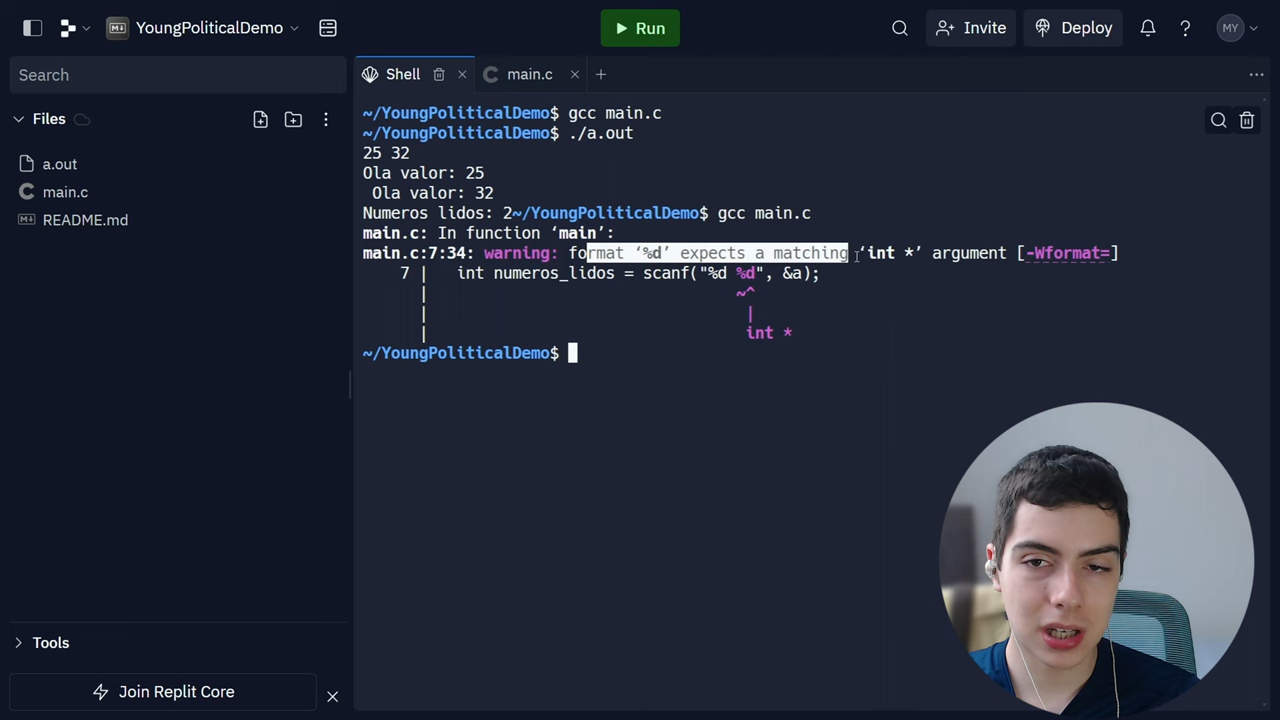 YoungPoliticalDemo
Run
Invite
Deploy
?
MY
Search
Shell
main.c
+
Files
a.out
main.c
README.md
~/YoungPoliticalDemo$ gcc main.c
~/YoungPoliticalDemo$ ./a.out
25 32
Ola valor: 25
Ola valor: 32
Numeros lidos: 2~/YoungPoliticalDemo$ gcc main.c
main.c: In function ‘main’:
main.c:7:34: warning: format ‘%d’ expects a matching ‘int *’ argument [-Wformat=]
7 | int numeros_lidos = scanf("%d %d", &a);
| ~^
| |
| int *
~/YoungPoliticalDemo$
Tools
Join Replit Core